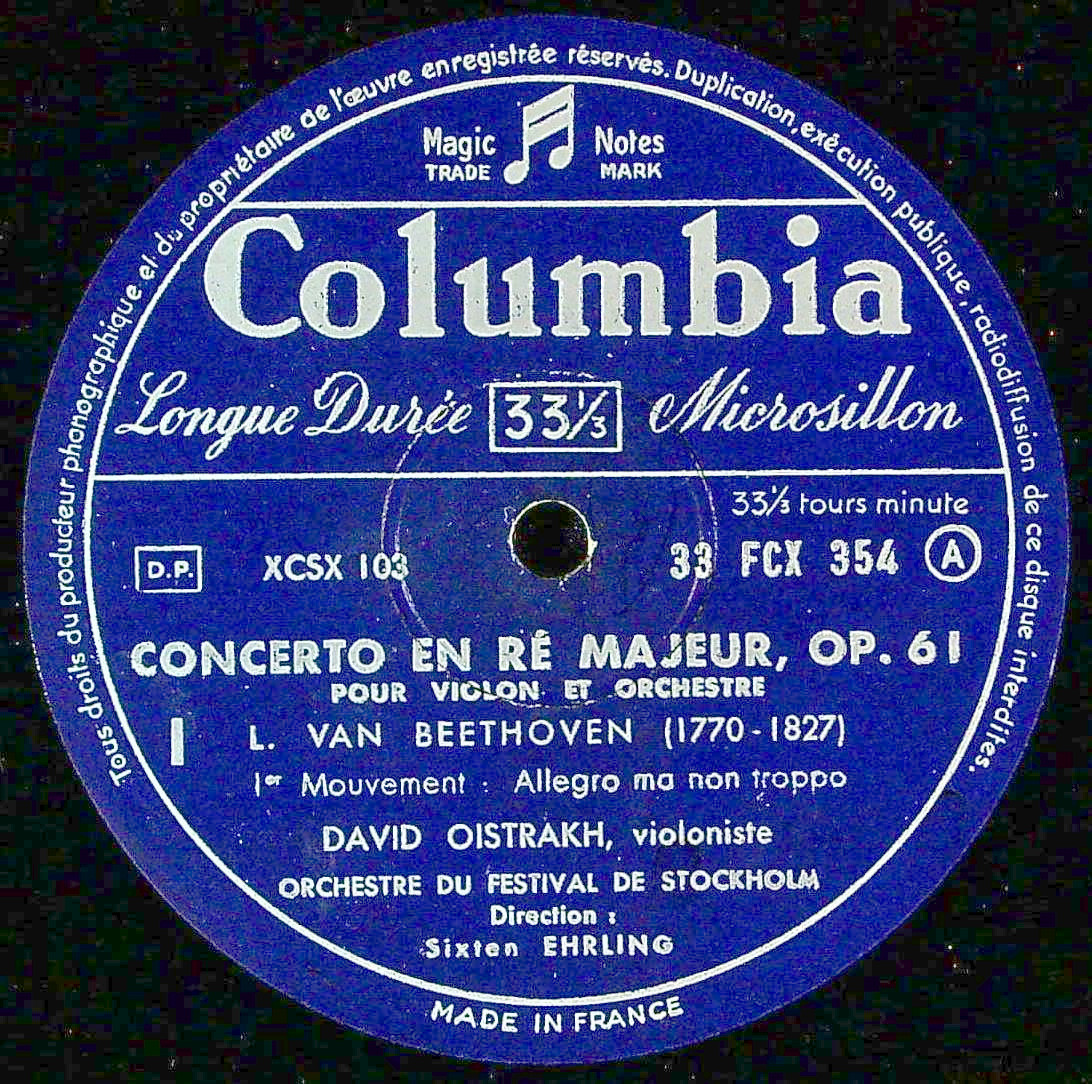 Tous droits du producteur phonographique et du propriétaire de l'œuvre enregistrée réservés. Duplication, exécution publique, radiodiffusion de ce disque interdites.
Magic Notes
TRADE MARK
Columbia
Longue Durée 33⅓ Microsillon
33⅓ tours minute
D.P. XCSX 103 33 FCX 354 A
CONCERTO EN RÉ MAJEUR, OP. 61
POUR VIOLON ET ORCHESTRE
I L. VAN BEETHOVEN (1770-1827)
Ier Mouvement : Allegro ma non troppo
DAVID OISTRAKH, violoniste
ORCHESTRE DU FESTIVAL DE STOCKHOLM
Direction :
Sixten EHRLING
MADE IN FRANCE